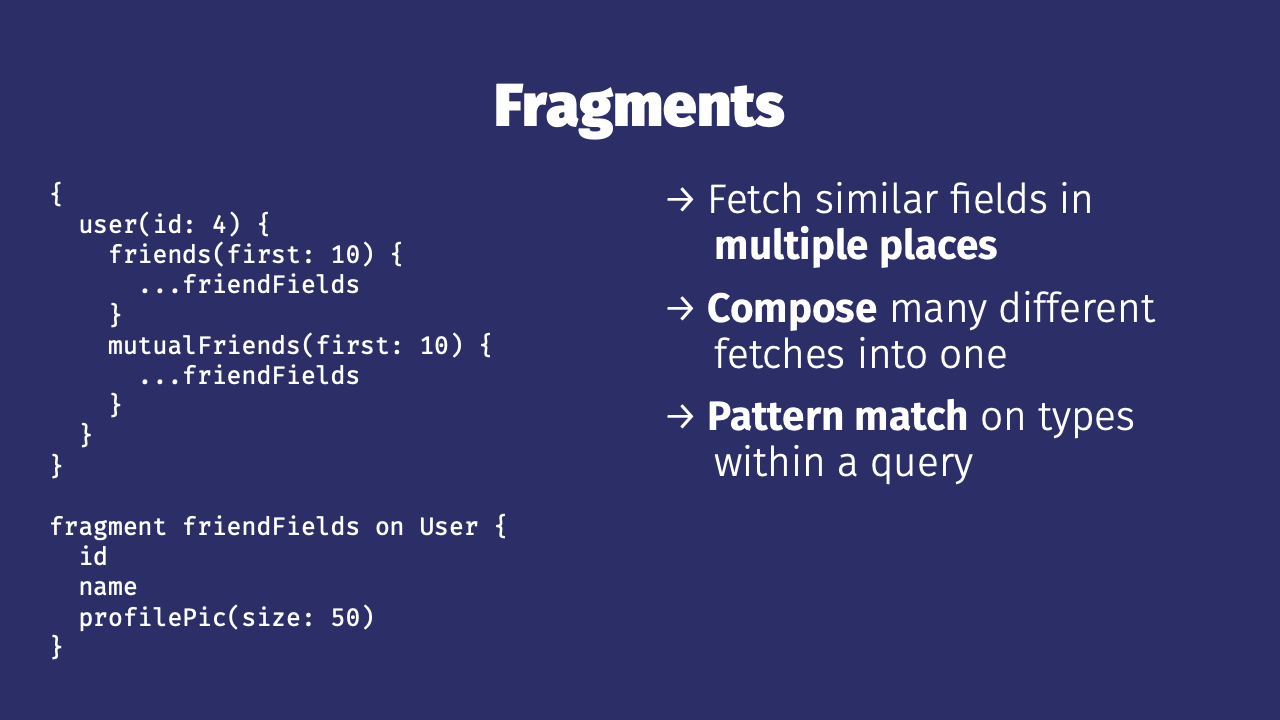 Fragments
{
  user(id: 4) {
    friends(first: 10) {
      ...friendFields
    }
    mutualFriends(first: 10) {
      ...friendFields
    }
  }
}
fragment friendFields on User {
  id
  name
  profilePic(size: 50)
}
→ Fetch similar fields in
multiple places
→ Compose many different
fetches into one
→ Pattern match on types
within a query